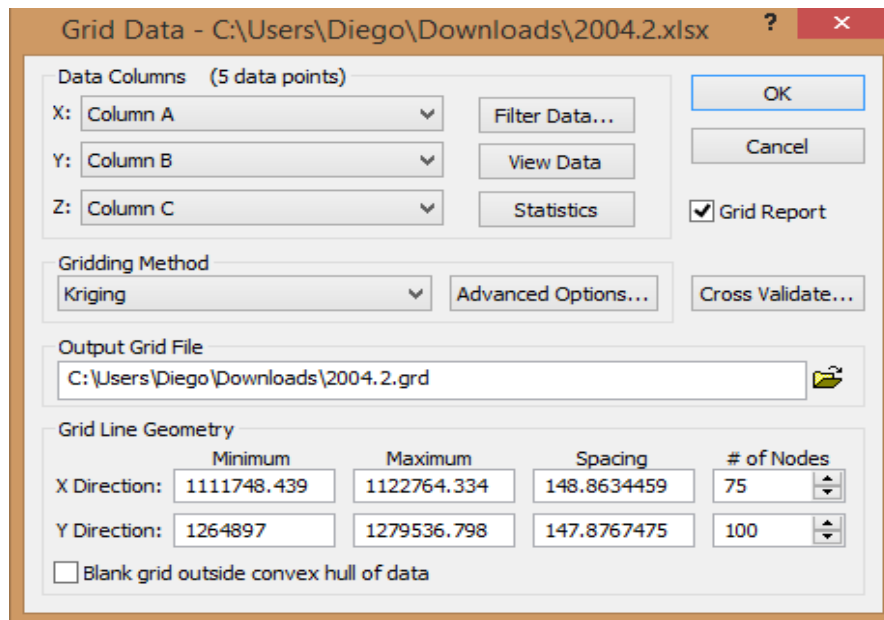 Grid Data - C:\Users\Diego\Downloads\2004.2.xlsx ? ×
Data Columns (5 data points)
X: Column A Filter Data... OK
Y: Column B View Data Cancel
Z: Column C Statistics Grid Report
Gridding Method
Kriging Advanced Options... Cross Validate...
Output Grid File
C:\Users\Diego\Downloads\2004.2.grd
Grid Line Geometry
Minimum Maximum Spacing # of Nodes
X Direction: 1111748.439 1122764.334 148.8634459 75
Y Direction: 1264897 1279536.798 147.8767475 100
Blank grid outside convex hull of data